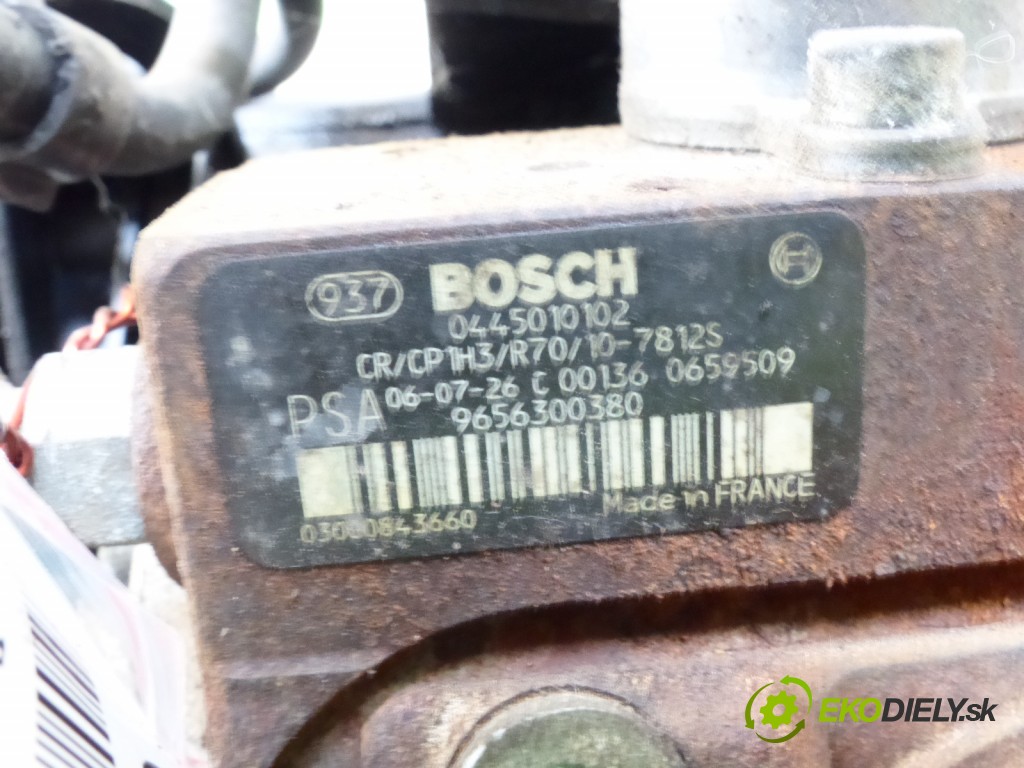 937 BOSCH
0445010102
CR/CP1H3/R70/10-7812S
PSA 06-07-26 C 00136 0659509
9656300380
Made in FRANCE
EKODIELY.sk